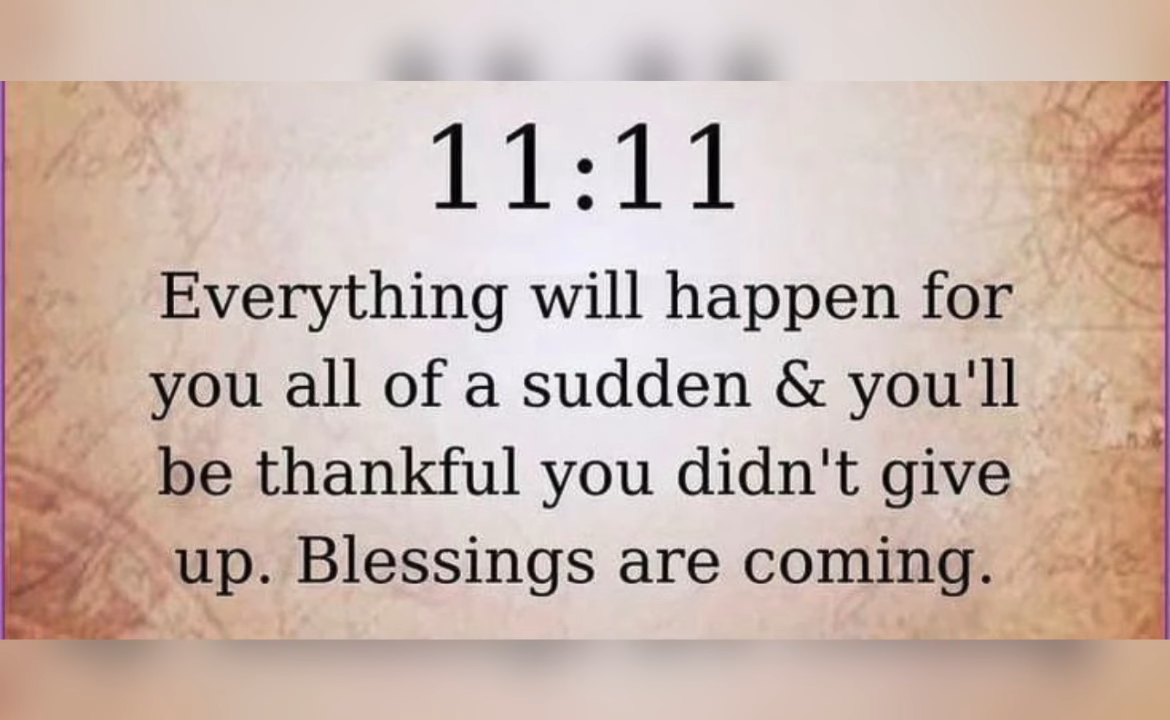 11:11
Everything will happen for
you all of a sudden & you'll
be thankful you didn't give
up. Blessings are coming.